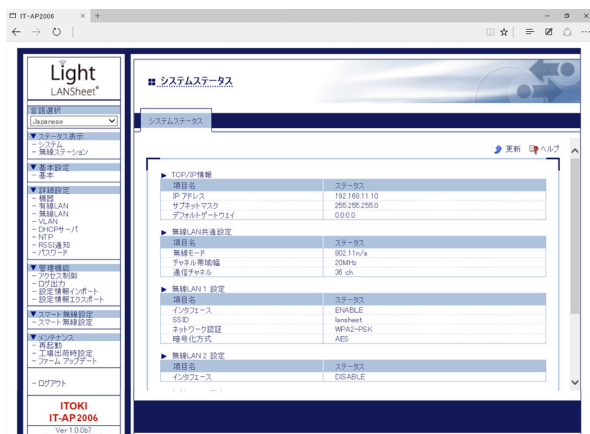 IT-AP2006
Light
LANSheet
システムステータス
言語選択
Japanese
システムステータス
▼ステータス表示
- システム
- 無線ステーション
▼基本設定
- 基本
▼詳細設定
- 機器
- 有線LAN
- 無線LAN
- VLAN
- DHCPサーバ
- NTP
- RSSI通知
- パスワード
▼管理機能
- アクセス制御
- ログ出力
- 設定情報インポート
- 設定情報エクスポート
▼スマート無線設定
- スマート無線設定
▼メンテナンス
- 再起動
- 工場出荷時設定
- ファーム アップデート
- ログアウト
ITOKI
IT-AP2006
Ver 1.0.0b7
更新 ヘルプ
▶ TCP/IP情報
項目名 ステータス
IP アドレス 192.168.11.10
サブネットマスク 255.255.255.0
デフォルトゲートウェイ 0.0.0.0
▶ 無線LAN共通設定
項目名 ステータス
無線モード 802.11n/a
チャネル帯域幅 20MHz
通信チャネル 36 ch
▶ 無線LAN 1 設定
項目名 ステータス
インタフェース ENABLE
SSID lansheet
ネットワーク認証 WPA2-PSK
暗号化方式 AES
▶ 無線LAN 2 設定
項目名 ステータス
インタフェース DISABLE